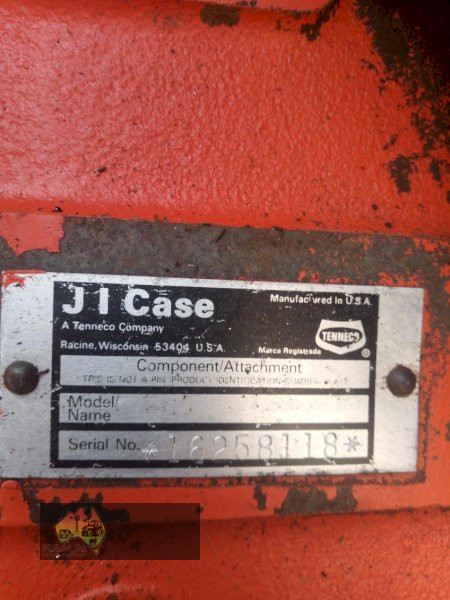 J I Case
Manufactured In U.S.A.
A Tenneco Company
Racine, Wisconsin 53404 U.S.A.
TENNECO
®
Marca Registrada
Component/Attachment
THIS IS NOT A PIN (PRODUCT IDENTIFICATION NUMBER) PLATE
Model/
Name
Serial No. *16258118*